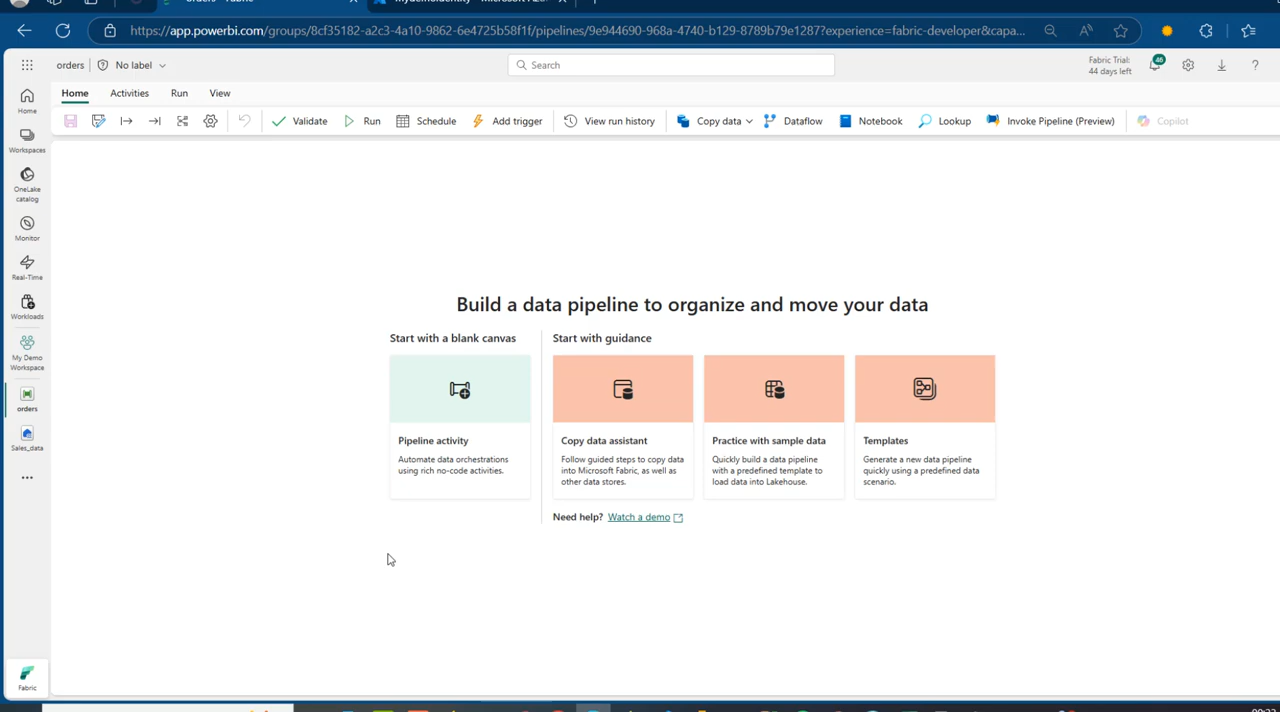 https://app.powerbi.com/groups/8cf35182-a2c3-4a10-9862-6e4725b58f1f/pipelines/9e944690-968a-4740-b129-8789b79e1287?experience=fabric-developer&capa...
orders No label
Search
Fabric Trial:
44 days left
46
Home Activities Run View
Validate Run Schedule Add trigger View run history Copy data Dataflow Notebook Lookup Invoke Pipeline (Preview) Copilot
Home
Workspaces
OneLake
catalog
Monitor
Real-Time
Workloads
My Demo
Workspace
orders
Sales_data
Fabric
Build a data pipeline to organize and move your data
Start with a blank canvas
Start with guidance
Pipeline activity
Automate data orchestrations
using rich no-code activities.
Copy data assistant
Follow guided steps to copy data
into Microsoft Fabric, as well as
other data stores.
Practice with sample data
Quickly build a data pipeline
with a predefined template to
load data into Lakehouse.
Templates
Generate a new data pipeline
quickly using a predefined data
scenario.
Need help? Watch a demo